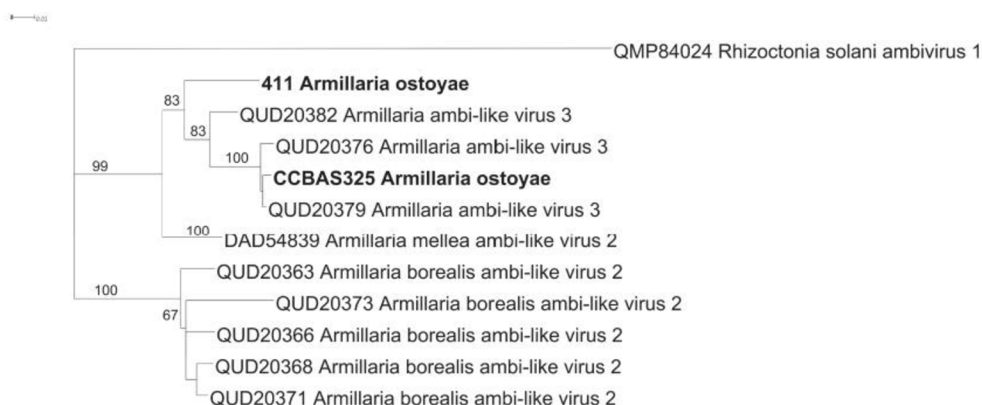 0.01
QMP84024 Rhizoctonia solani ambivirus 1
411 Armillaria ostoyae
83
QUD20382 Armillaria ambi-like virus 3
83
QUD20376 Armillaria ambi-like virus 3
100
99
CCBAS325 Armillaria ostoyae
QUD20379 Armillaria ambi-like virus 3
100
DAD54839 Armillaria mellea ambi-like virus 2
QUD20363 Armillaria borealis ambi-like virus 2
100
QUD20373 Armillaria borealis ambi-like virus 2
67
QUD20366 Armillaria borealis ambi-like virus 2
QUD20368 Armillaria borealis ambi-like virus 2
QUD20371 Armillaria borealis ambi-like virus 2